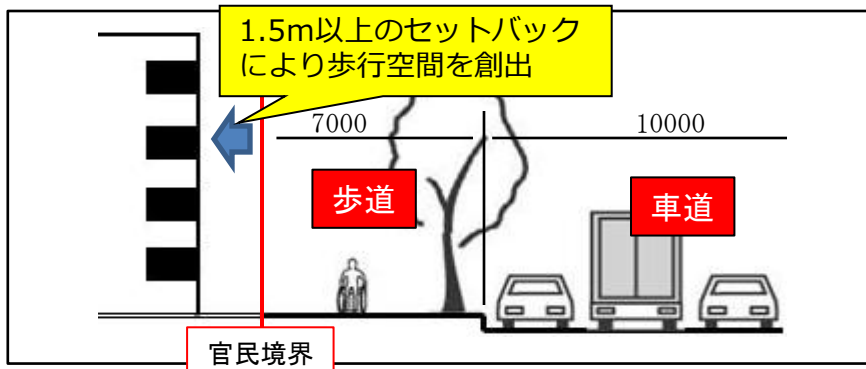 1.5m以上のセットバック
により歩行空間を創出
7000
10000
歩道
車道
官民境界